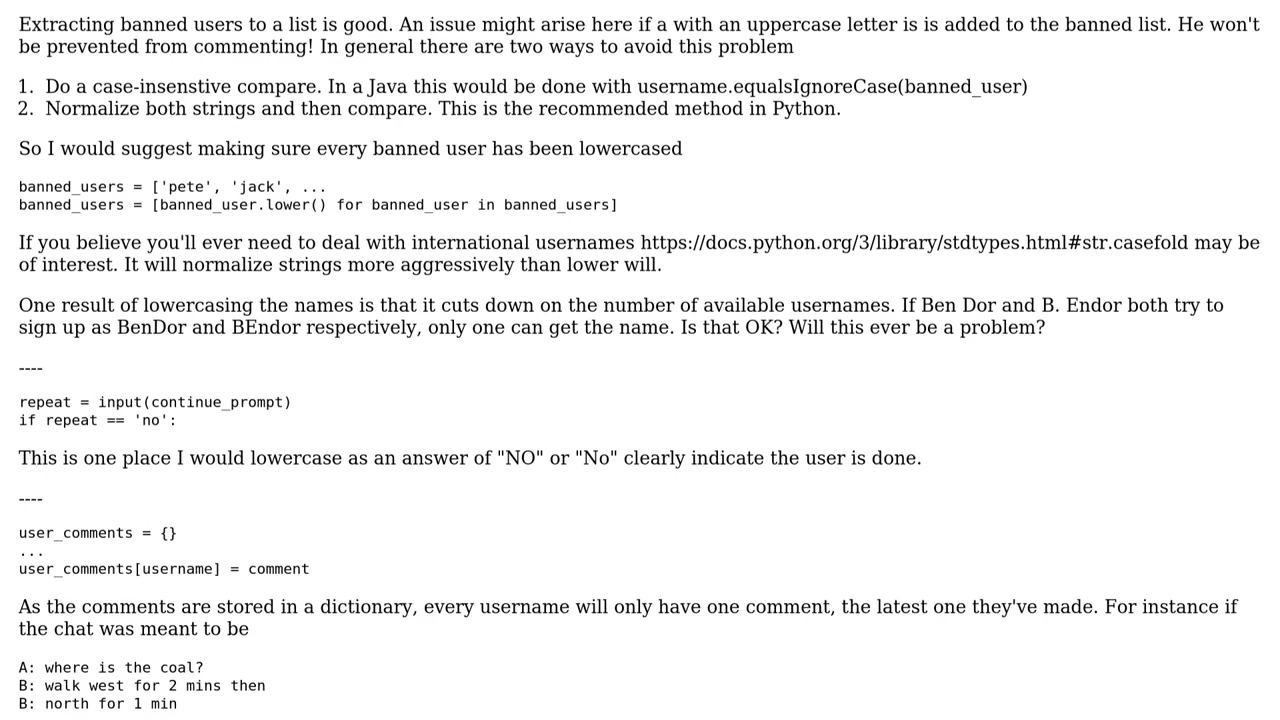 Extracting banned users to a list is good. An issue might arise here if a with an uppercase letter is is added to the banned list. He won't
be prevented from commenting! In general there are two ways to avoid this problem
1. Do a case-insenstive compare. In a Java this would be done with username.equalsIgnoreCase(banned_user)
2. Normalize both strings and then compare. This is the recommended method in Python.
So I would suggest making sure every banned user has been lowercased
banned_users = ['pete', 'jack', ...
banned_users = [banned_user.lower() for banned_user in banned_users]
If you believe you'll ever need to deal with international usernames https://docs.python.org/3/library/stdtypes.html#str.casefold may be
of interest. It will normalize strings more aggressively than lower will.
One result of lowercasing the names is that it cuts down on the number of available usernames. If Ben Dor and B. Endor both try to
sign up as BenDor and BEndor respectively, only one can get the name. Is that OK? Will this ever be a problem?
----
repeat = input(continue_prompt)
if repeat == 'no':
This is one place I would lowercase as an answer of "NO" or "No" clearly indicate the user is done.
----
user_comments = {}
...
user_comments[username] = comment
As the comments are stored in a dictionary, every username will only have one comment, the latest one they've made. For instance if
the chat was meant to be
A: where is the coal?
B: walk west for 2 mins then
B: north for 1 min